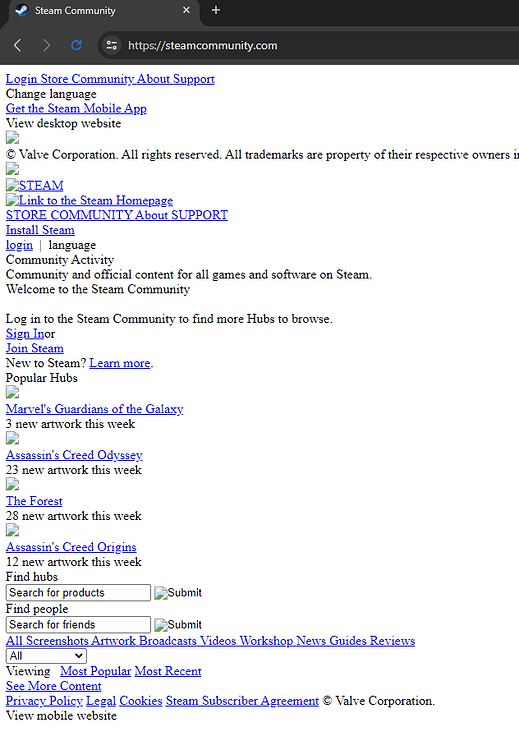 Steam Community
https://steamcommunity.com
Login Store Community About Support
Change language
Get the Steam Mobile App
View desktop website
© Valve Corporation. All rights reserved. All trademarks are property of their respective owners i
STEAM
Link to the Steam Homepage
STORE COMMUNITY About SUPPORT
Install Steam
login | language
Community Activity
Community and official content for all games and software on Steam.
Welcome to the Steam Community
Log in to the Steam Community to find more Hubs to browse.
Sign Inor
Join Steam
New to Steam? Learn more.
Popular Hubs
Marvel's Guardians of the Galaxy
3 new artwork this week
Assassin's Creed Odyssey
23 new artwork this week
The Forest
28 new artwork this week
Assassin's Creed Origins
12 new artwork this week
Find hubs
Search for products Submit
Find people
Search for friends Submit
All Screenshots Artwork Broadcasts Videos Workshop News Guides Reviews
All
Viewing Most Popular Most Recent
See More Content
Privacy Policy Legal Cookies Steam Subscriber Agreement © Valve Corporation.
View mobile website